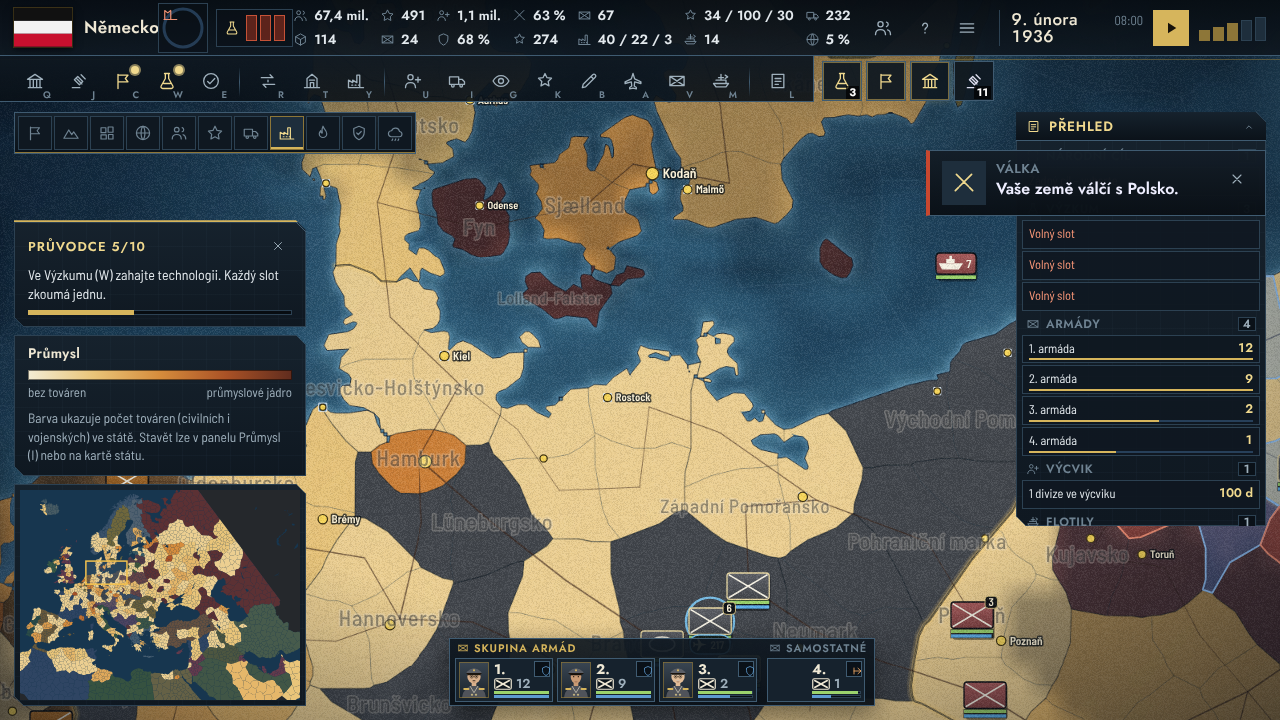 Německo
67,4 mil.
491
1,1 mil.
63 %
67
34 / 100 / 30
232
114
24
68 %
274
40 / 22 / 3
14
5 %
?
9. února
1936
08:00
Q
J
C
W
E
R
T
Y
U
I
G
K
B
A
V
M
L
3
11
PŘEHLED
VÁLKA
Vaše země válčí s Polsko.
Volný slot
Volný slot
Volný slot
ARMÁDY
4
1. armáda
12
2. armáda
9
3. armáda
2
4. armáda
1
VÝCVIK
1
1 divize ve výcviku
100 d
FLOTILY
1
PRŮVODCE 5/10
Ve Výzkumu (W) zahajte technologii. Každý slot
zkoumá jednu.
Průmysl
bez továren
průmyslové jádro
Barva ukazuje počet továren (civilních i
vojenských) ve státě. Stavět lze v panelu Průmysl
(I) nebo na kartě státu.
Kodaň
Malmö
Odense
Sjælland
Fyn
Lolland-Falster
7
Kiel
esvicko-Holštýnsko
Rostock
Východní Pom
Hamburk
Západní Pomořansko
Brémy
Lüneburgsko
Pohraniční marka
Kujavsko
Toruň
Hannoversko
6
Neumark
3
Poznaň
Brunšvicko
SKUPINA ARMÁD
SAMOSTATNÉ
1.
12
2.
9
3.
2
4.
1